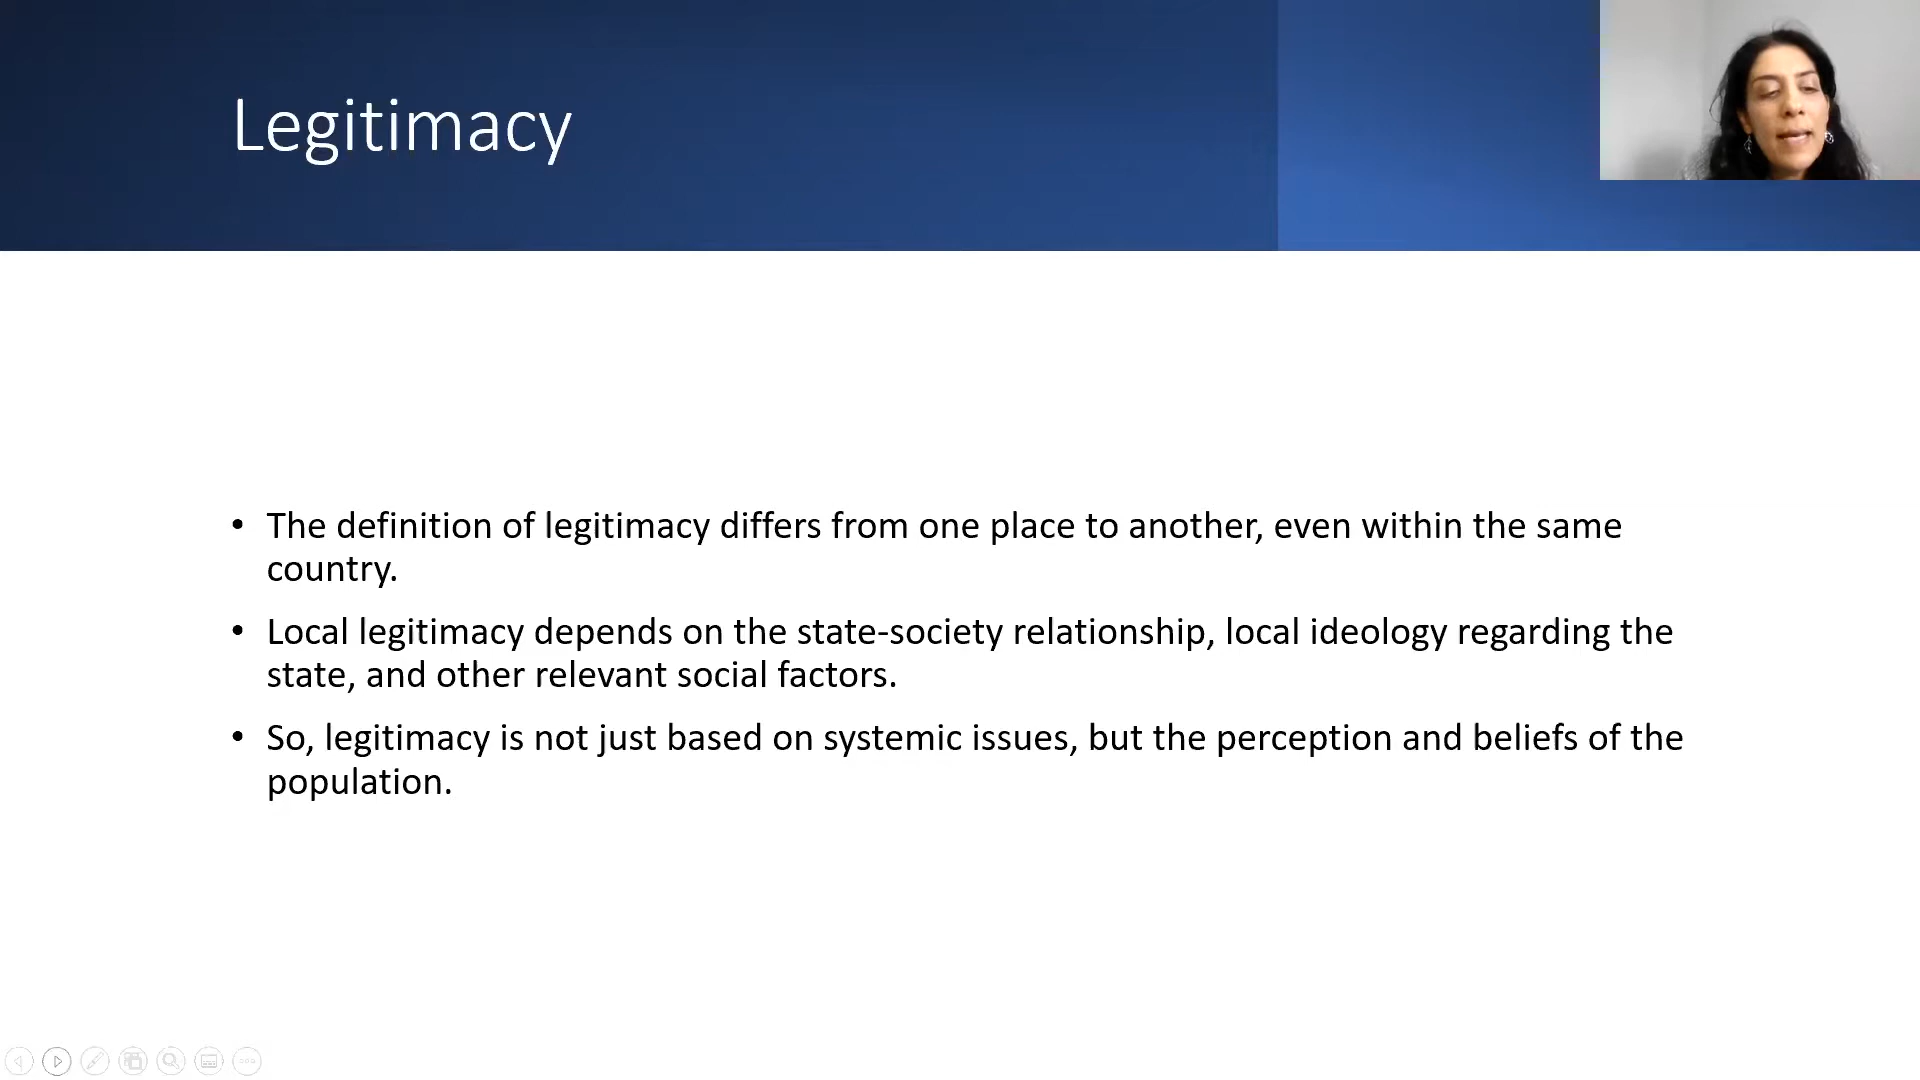 Legitimacy
• The definition of legitimacy differs from one place to another, even within the same
country.
• Local legitimacy depends on the state-society relationship, local ideology regarding the
state, and other relevant social factors.
• So, legitimacy is not just based on systemic issues, but the perception and beliefs of the
population.